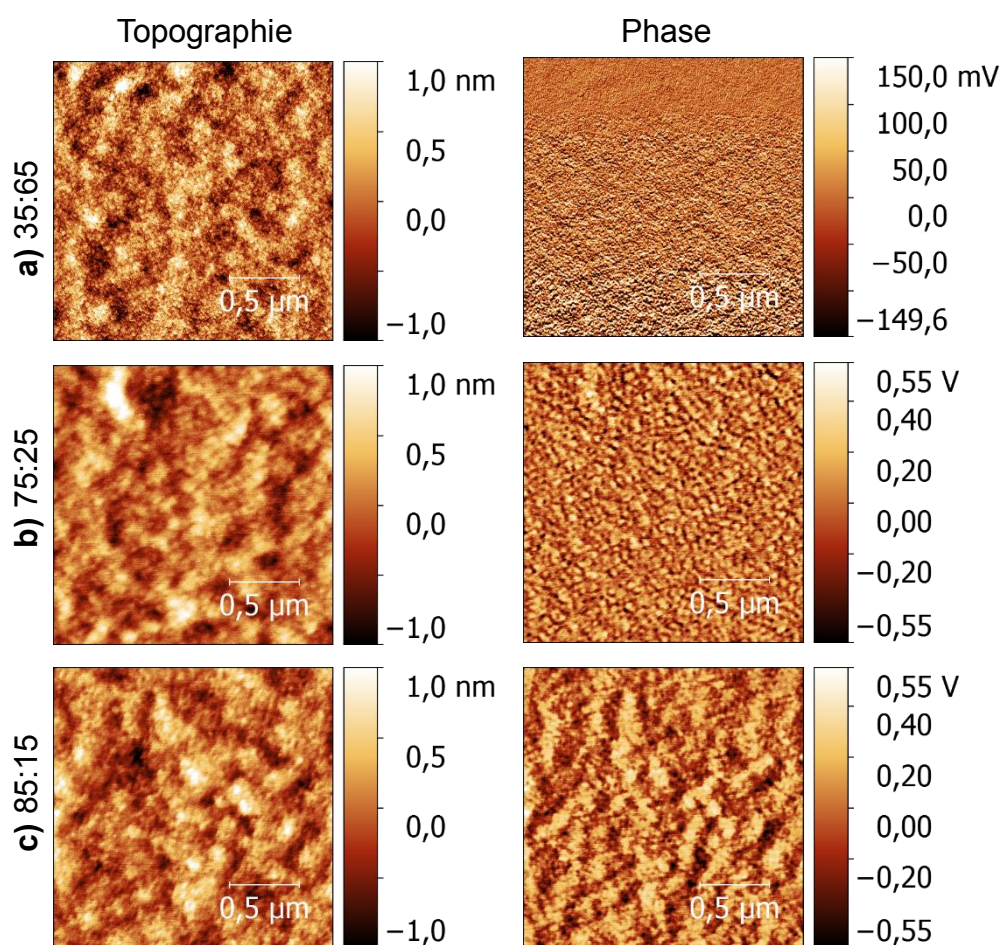 Topographie
Phase
a) 35:65
1,0 nm
0,5
0,0
−1,0
0,5 µm
150,0 mV
100,0
50,0
0,0
−50,0
−149,6
0,5 µm
b) 75:25
1,0 nm
0,5
0,0
−1,0
0,5 µm
0,55 V
0,40
0,20
0,00
−0,20
−0,55
0,5 µm
c) 85:15
1,0 nm
0,5
0,0
−1,0
0,5 µm
0,55 V
0,40
0,20
0,00
−0,20
−0,55
0,5 µm